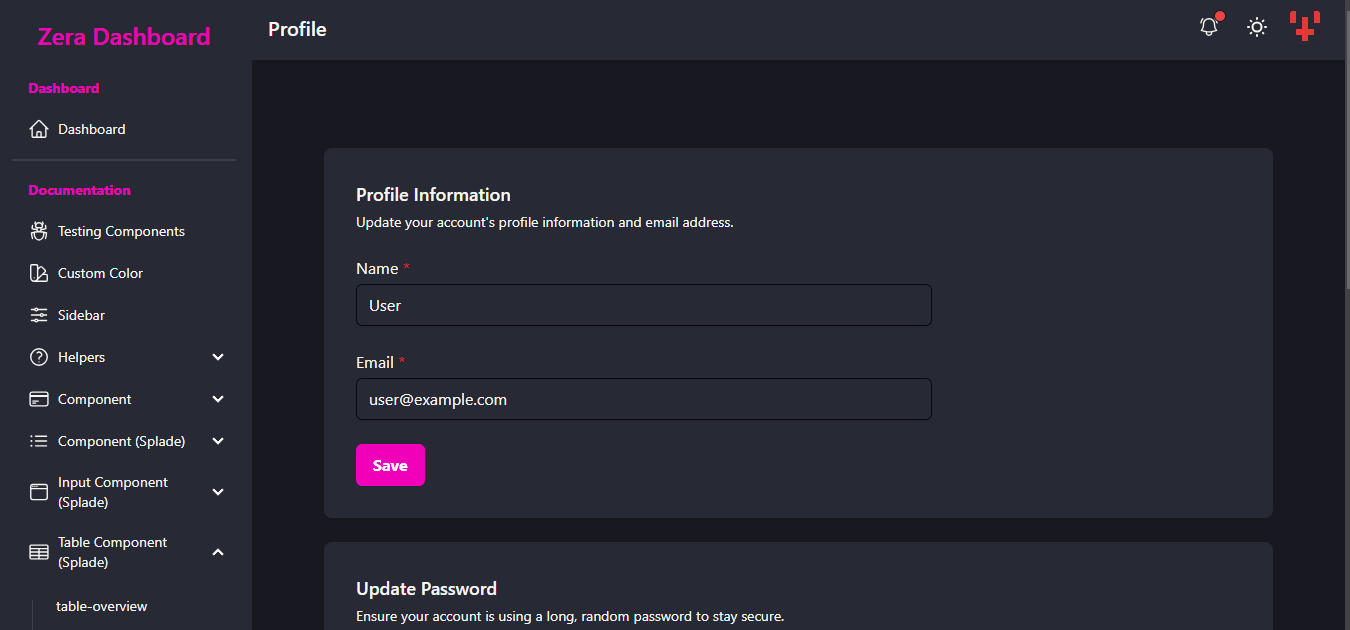 Zera Dashboard
Profile
Dashboard
Dashboard
Documentation
Testing Components
Custom Color
Sidebar
Helpers
Component
Component (Splade)
Input Component
(Splade)
Table Component
(Splade)
table-overview
Profile Information
Update your account's profile information and email address.
Name *
User
Email *
user@example.com
Save
Update Password
Ensure your account is using a long, random password to stay secure.